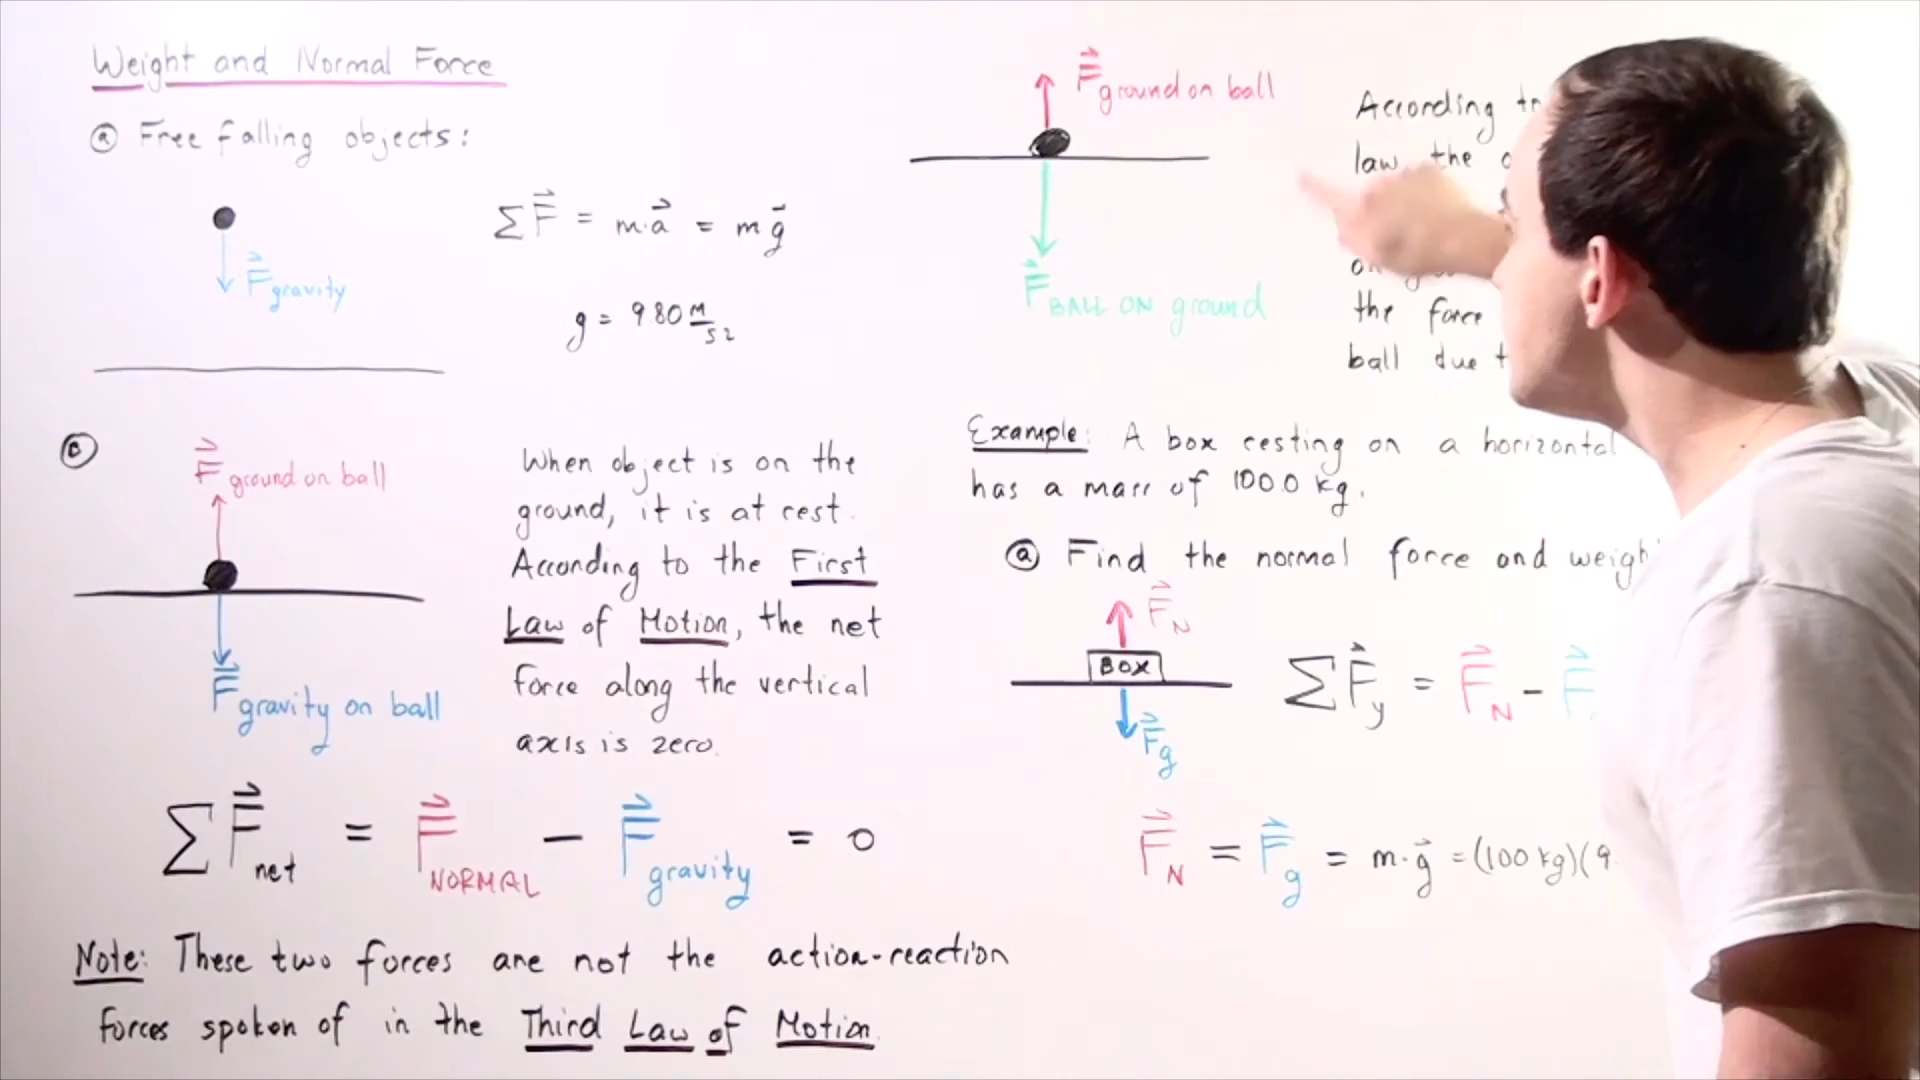 Weight and Normal Force
ⓐ Free falling objects:
F⃗ gravity
ΣF⃗ = m·a⃗ = mg⃗
g = 9.80 m/s²
F⃗ ground on ball
F⃗ gravity on ball
When object is on the
ground, it is at rest.
According to the First
Law of Motion, the net
force along the vertical
axis is zero.
ΣF⃗ net = F⃗ NORMAL - F⃗ gravity = 0
Note: These two forces are not the action-reaction
forces spoken of in the Third Law of Motion.
F⃗ ground on ball
F⃗ BALL ON ground
According
law, the
the force
ball due
Example: A box resting on a horizontal
has a mass of 100.0 kg.
ⓐ Find the normal force and
F⃗ N
BOX
F⃗ g
ΣF⃗ y = F⃗ N - F⃗
F⃗ N = F⃗ g = m·g⃗ = (100 kg)(9.